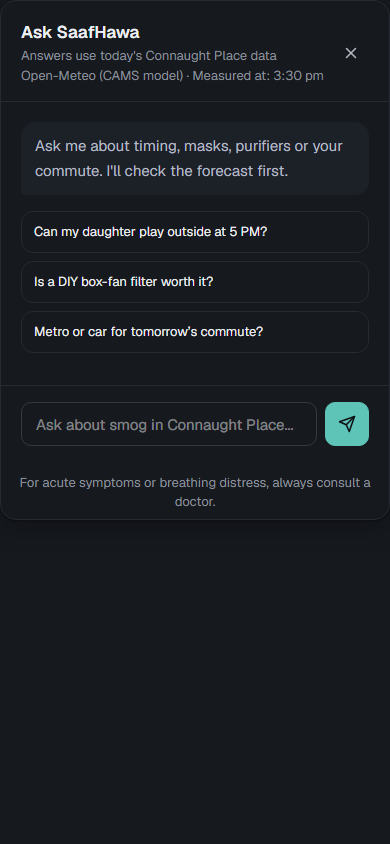 Ask SaafHawa
Answers use today's Connaught Place data
Open-Meteo (CAMS model) · Measured at: 3:30 pm
Ask me about timing, masks, purifiers or your
commute. I'll check the forecast first.
Can my daughter play outside at 5 PM?
Is a DIY box-fan filter worth it?
Metro or car for tomorrow's commute?
Ask about smog in Connaught Place...
For acute symptoms or breathing distress, always consult a
doctor.